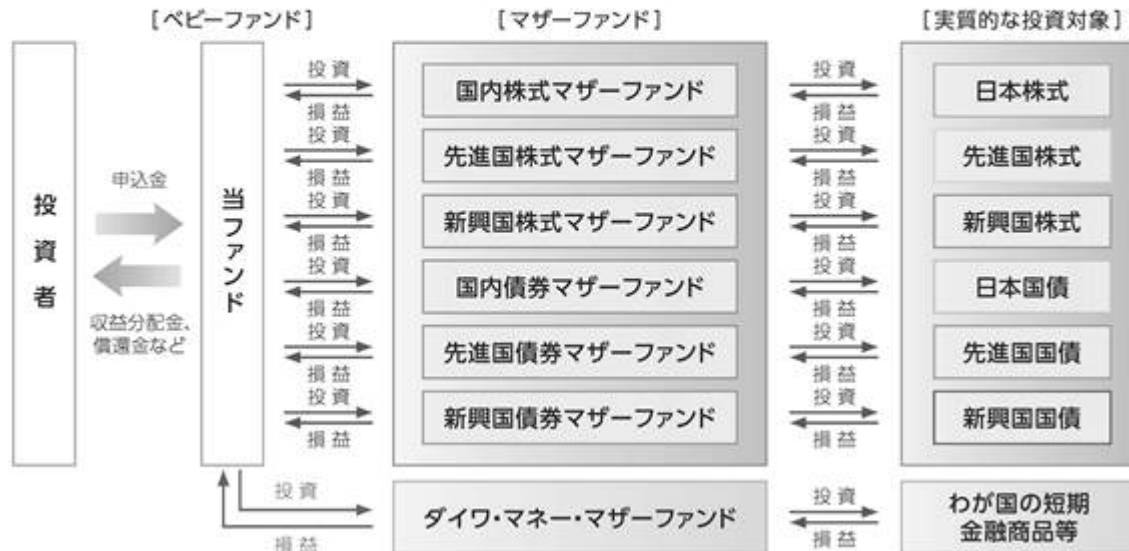 [ベビーファンド]
[マザーファンド]
[実質的な投資対象]
投資者
申込金
収益分配金、
償還金など
当ファンド
投資
国内株式マザーファンド
投資
日本株式
損益
損益
投資
先進国株式マザーファンド
投資
先進国株式
損益
損益
投資
新興国株式マザーファンド
投資
新興国株式
損益
損益
投資
国内債券マザーファンド
投資
日本国債
損益
損益
投資
先進国債券マザーファンド
投資
先進国国債
損益
損益
投資
新興国債券マザーファンド
投資
新興国国債
損益
損益
投資
ダイワ・マネー・マザーファンド
投資
わが国の短期
金融商品等
損益
損益